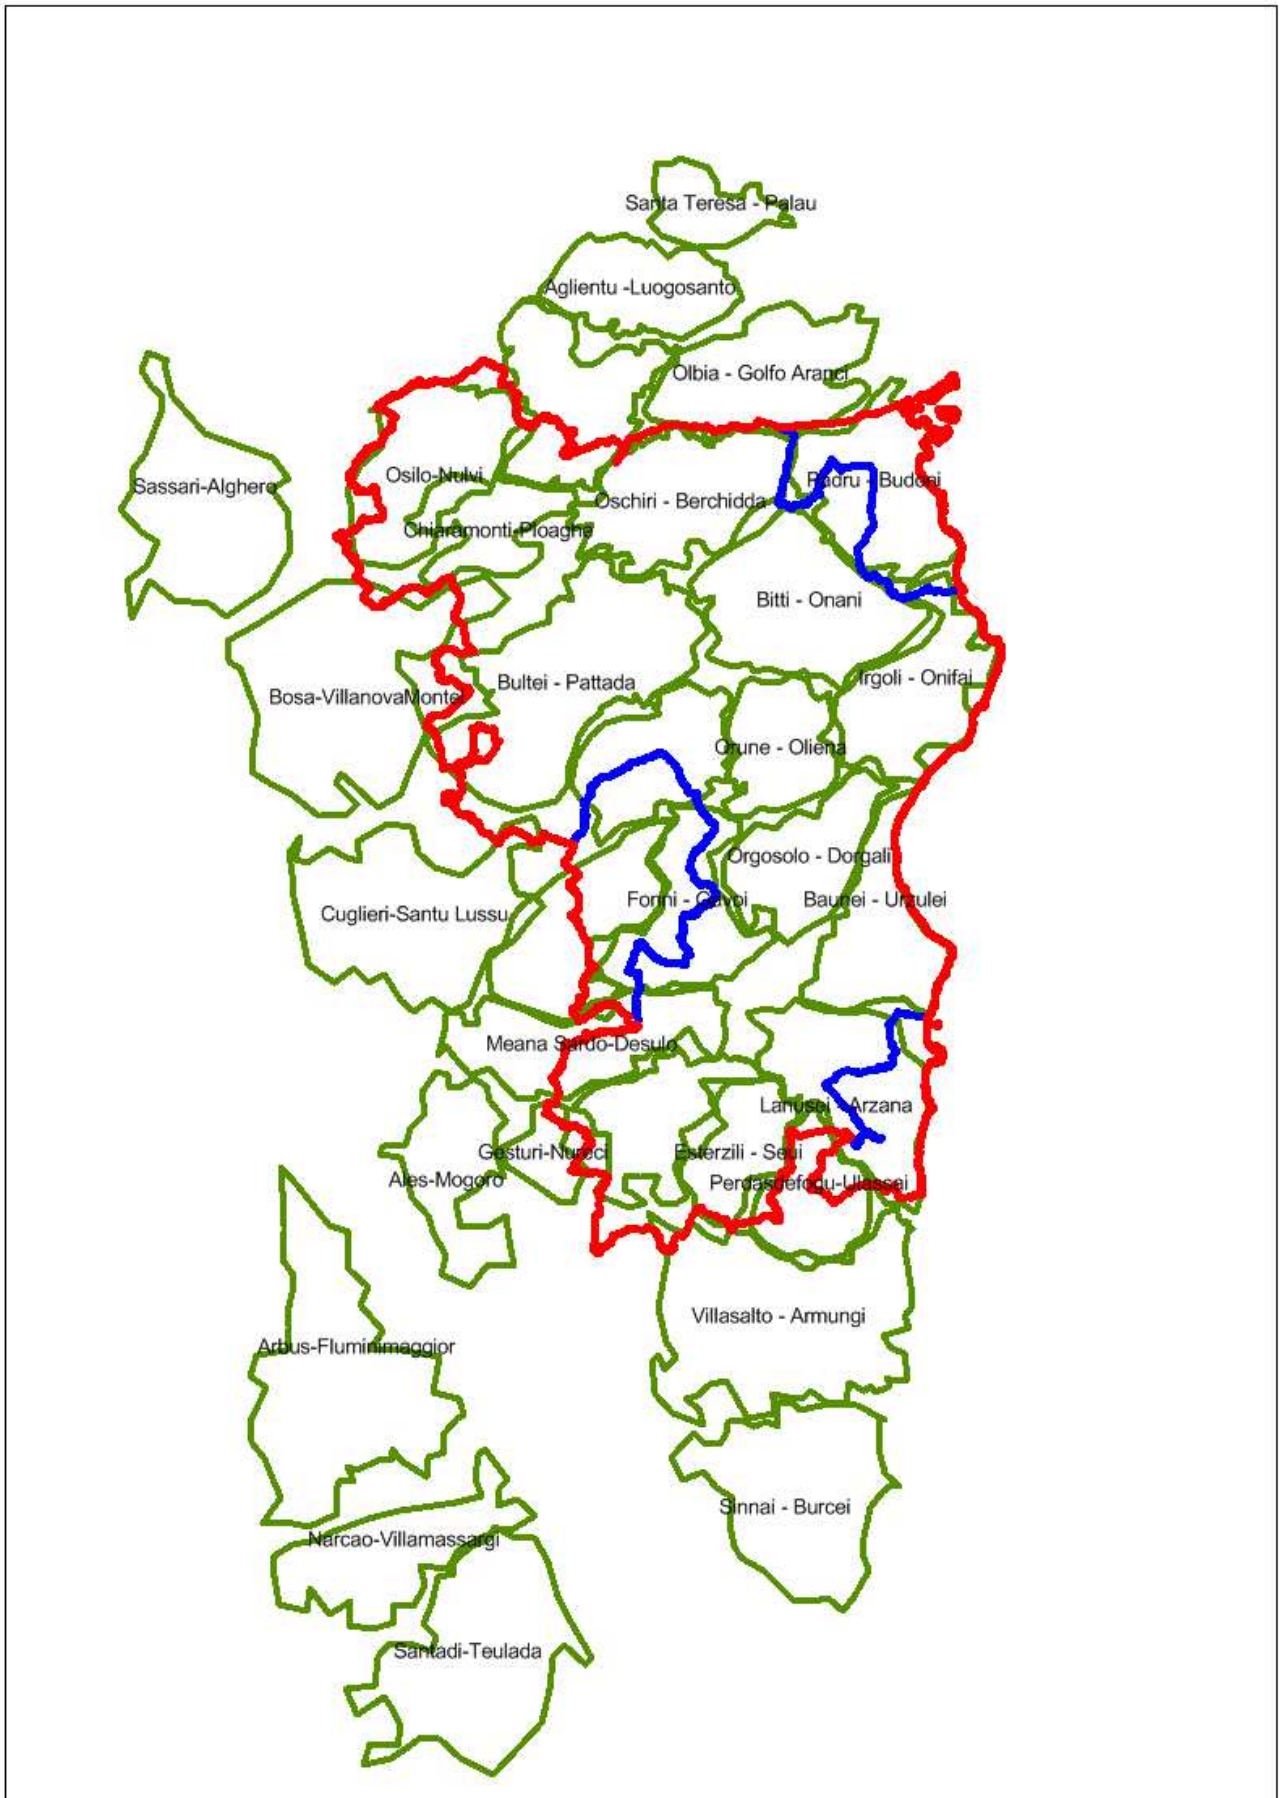 Santa Teresa - Palau
Aglientu -Luogosanto
Olbia - Golfo Aranci
Osilo-Nulvi
Padru - Budoni
Sassari-Alghero
Oschiri - Berchidda
Chiaramonti-Ploaghe
Bitti - Onani
Irgoli - Onifai
Bultei - Pattada
Bosa-VillanovaMontel
Orune - Oliena
Orgosolo - Dorgali
Fonni - Gavoi
Baunei - Urzulei
Cuglieri-Santu Lussu
Meana Sardo-Desulo
Lanusei - Arzana
Gesturi-Nureci
Esterzili - Seui
Ales-Mogoro
Perdasdefogu-Ulassai
Villasalto - Armungi
Arbus-Fluminimaggior
Sinnai - Burcei
Narcao-Villamassargi
Santadi-Teulada